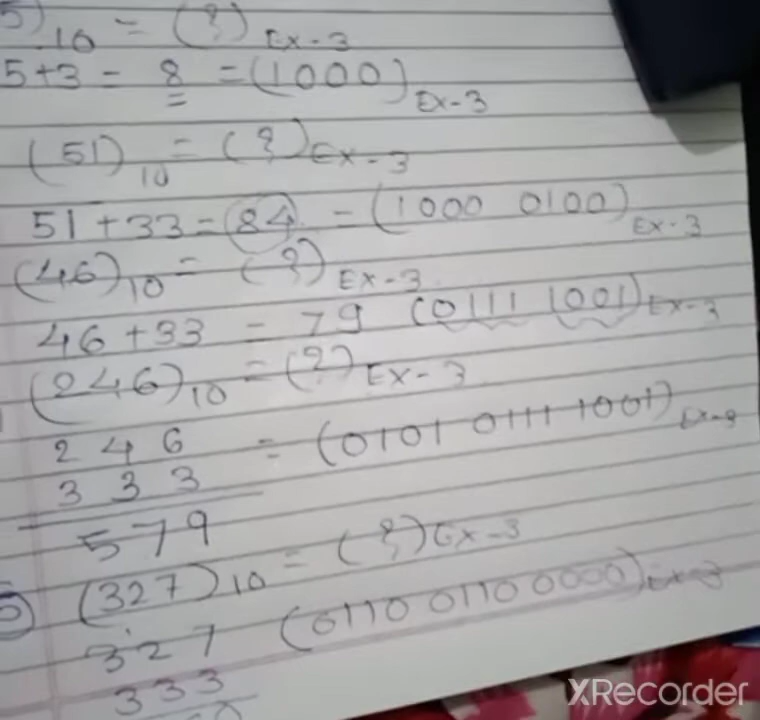 5)10 = (?)Ex-3
5+3 = 8 = (1000)Ex-3
(51)10 = (?)Ex-3
51+33 = 84 = (1000 0100)Ex-3
(46)10 = (?)Ex-3
46+33 = 79 (0111 1001)Ex-3
(246)10 = (?)Ex-3
2 4 6 = (0101 0111 1001)Ex-3
3 3 3
5 7 9
(327)10 = (?)Ex-3
3 2 7 (0110 0110 0000)Ex-3
3 3 3
XRecorder